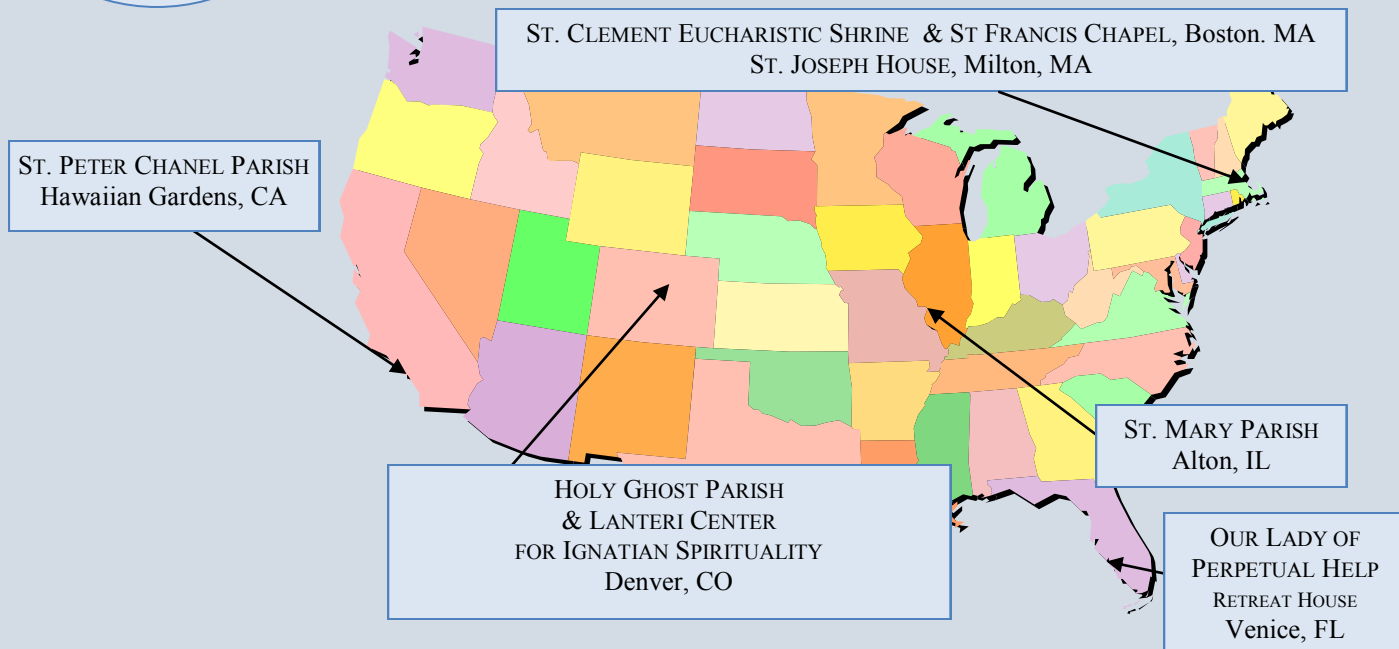 ST. CLEMENT EUCHARISTIC SHRINE & ST FRANCIS CHAPEL, Boston. MA
ST. JOSEPH HOUSE, Milton, MA
ST. PETER CHANEL PARISH
Hawaiian Gardens, CA
ST. MARY PARISH
Alton, IL
HOLY GHOST PARISH
& LANTERI CENTER
FOR IGNATIAN SPIRITUALITY
Denver, CO
OUR LADY OF
PERPETUAL HELP
RETREAT HOUSE
Venice, FL